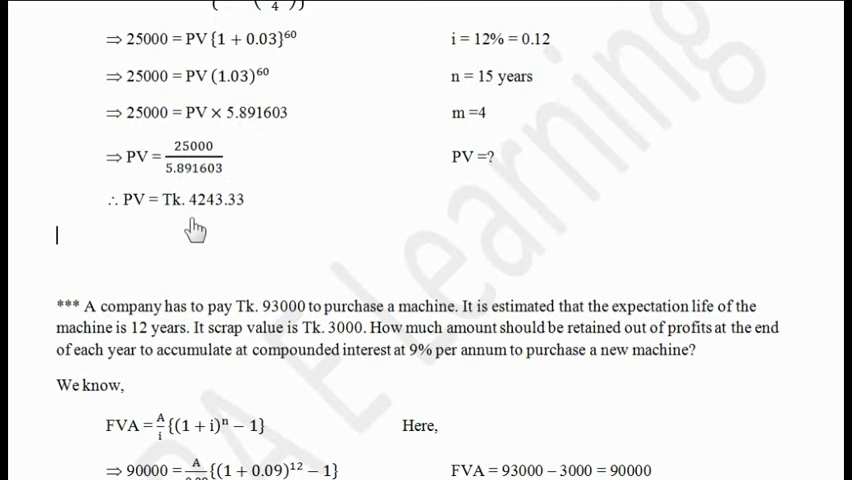 ( 4 ))
⇒ 25000 = PV {1 + 0.03}⁶⁰ i = 12% = 0.12
⇒ 25000 = PV (1.03)⁶⁰ n = 15 years
⇒ 25000 = PV × 5.891603 m =4
⇒ PV = 25000/5.891603 PV =?
∴ PV = Tk. 4243.33
*** A company has to pay Tk. 93000 to purchase a machine. It is estimated that the expectation life of the
machine is 12 years. It scrap value is Tk. 3000. How much amount should be retained out of profits at the end
of each year to accumulate at compounded interest at 9% per annum to purchase a new machine?
We know,
FVA = A/i {(1 + i)ⁿ − 1} Here,
⇒ 90000 = A/0.09 {(1 + 0.09)¹² − 1} FVA = 93000 – 3000 = 90000
PA E Learning